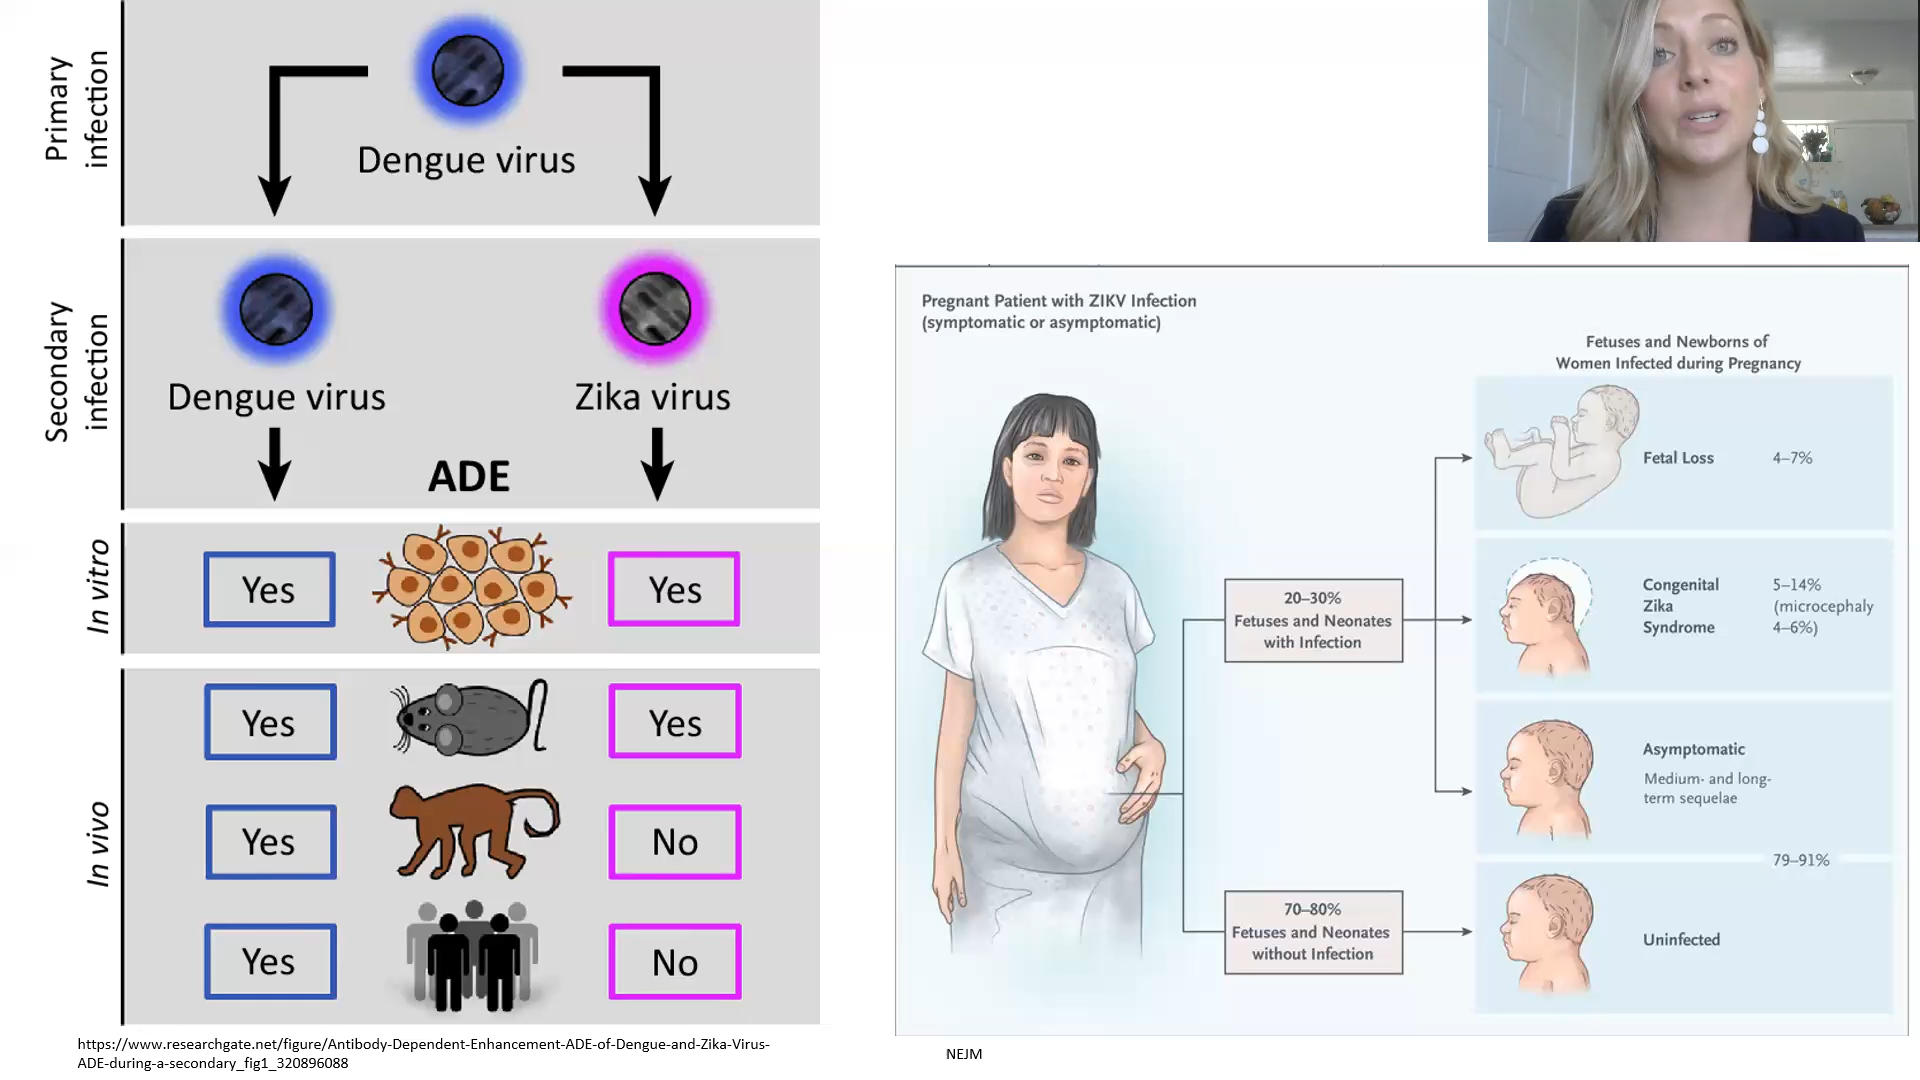 Primary
infection
Dengue virus
Secondary
infection
Dengue virus
Zika virus
ADE
In vitro
Yes
Yes
In vivo
Yes
Yes
Yes
No
Yes
No
https://www.researchgate.net/figure/Antibody-Dependent-Enhancement-ADE-of-Dengue-and-Zika-Virus-
ADE-during-a-secondary_fig1_320896088
Pregnant Patient with ZIKV Infection
(symptomatic or asymptomatic)
Fetuses and Newborns of
Women Infected during Pregnancy
20–30%
Fetuses and Neonates
with Infection
70–80%
Fetuses and Neonates
without Infection
Fetal Loss 4–7%
Congenital 5–14%
Zika (microcephaly
Syndrome 4–6%)
Asymptomatic
Medium- and long-
term sequelae
79–91%
Uninfected
NEJM